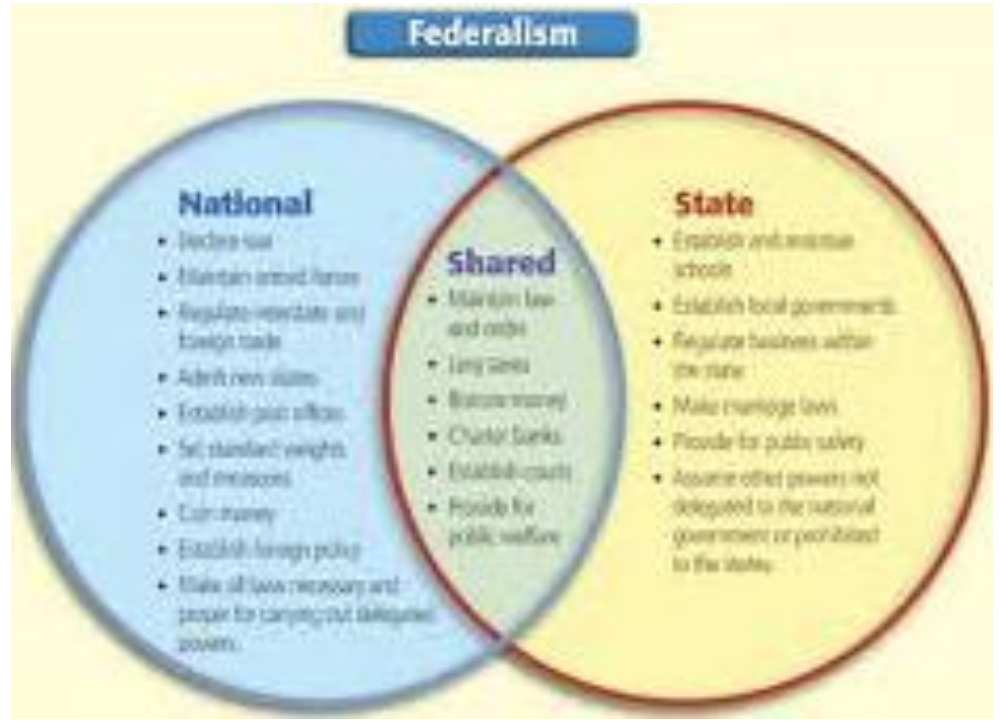 Federalism
National
• Declare war
• Maintain armed forces
• Regulate interstate and
foreign trade
• Admit new states
• Establish post offices
• Set standard weights
and measures
• Coin money
• Establish foreign policy
• Make all laws necessary and
proper for carrying out delegated
powers.
Shared
• Maintain law
and order
• Levy taxes
• Borrow money
• Charter banks
• Establish courts
• Provide for
public welfare
State
• Establish and maintain
schools
• Establish local governments
• Regulate business within
the state
• Make marriage laws
• Provide for public safety
• Assume other powers not
delegated to the national
government or prohibited
to the states